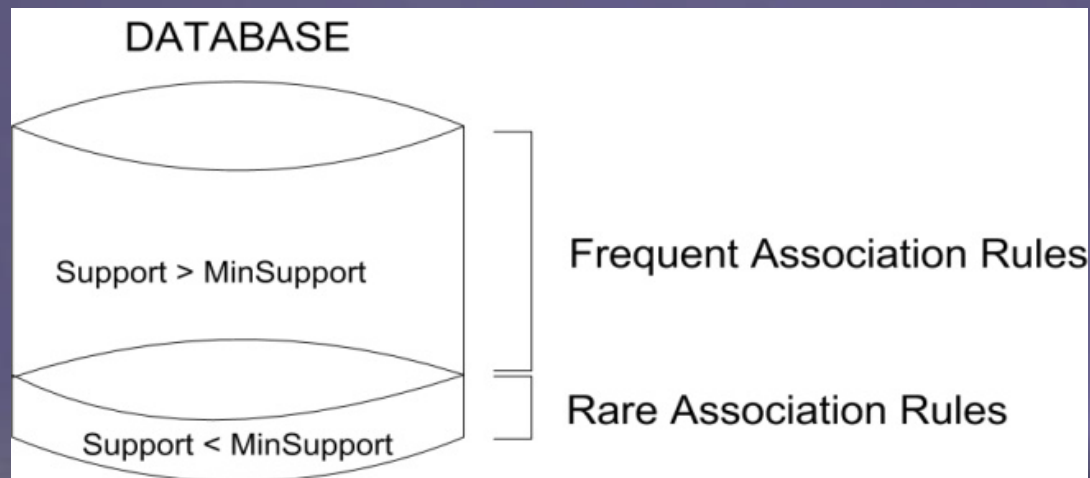 DATABASE
Support > MinSupport
Frequent Association Rules
Support < MinSupport
Rare Association Rules